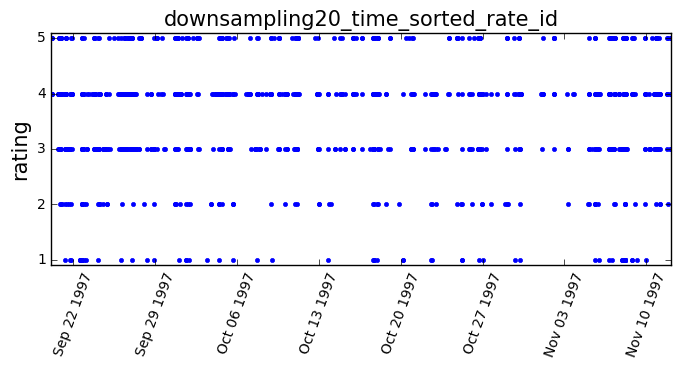 downsampling20_time_sorted_rate_id
rating
5
4
3
2
1
Sep 22 1997
Sep 29 1997
Oct 06 1997
Oct 13 1997
Oct 20 1997
Oct 27 1997
Nov 03 1997
Nov 10 1997